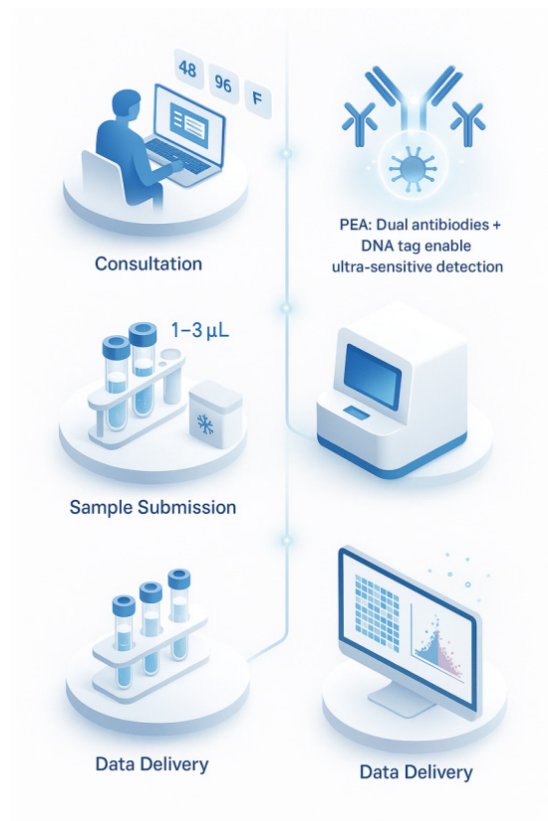 48
96
F
Consultation
PEA: Dual antibodies +
DNA tag enable
ultra-sensitive detection
1–3 µL
Sample Submission
Data Delivery
Data Delivery